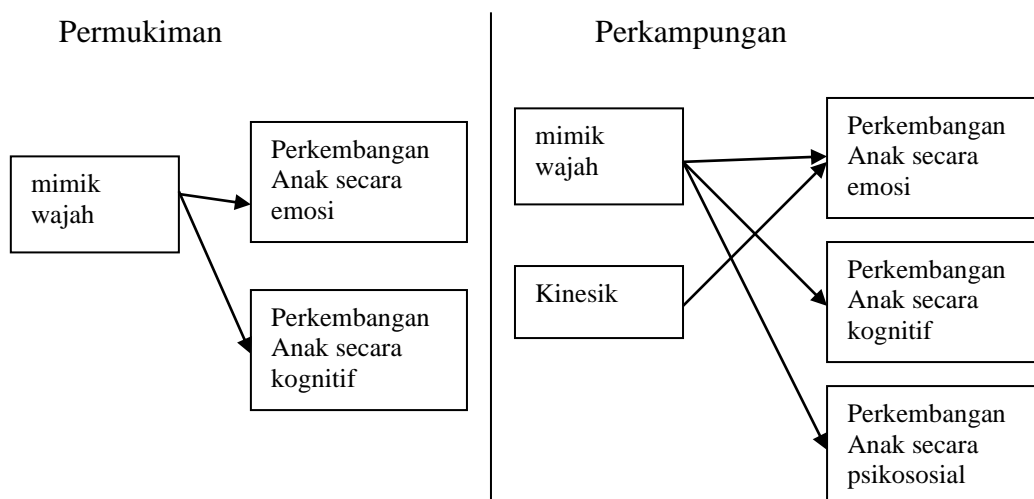 Permukiman
mimik
wajah
Perkembangan
Anak secara
emosi
Perkembangan
Anak secara
kognitif
Perkampungan
mimik
wajah
Kinesik
Perkembangan
Anak secara
emosi
Perkembangan
Anak secara
kognitif
Perkembangan
Anak secara
psikososial